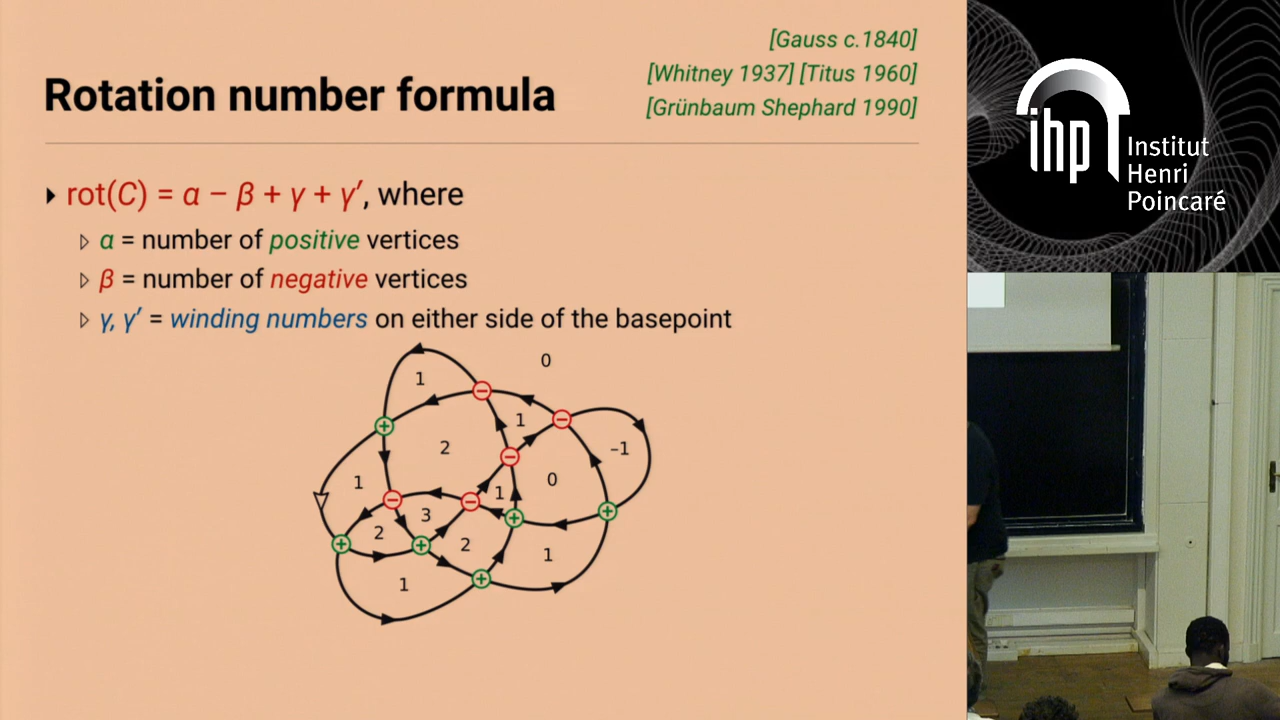 Rotation number formula
[Gauss c.1840]
[Whitney 1937] [Titus 1960]
[Grünbaum Shephard 1990]
rot(C) = α − β + γ + γ′, where
α = number of positive vertices
β = number of negative vertices
γ, γ′ = winding numbers on either side of the basepoint
0
1
1
2
−1
1
0
1
3
2
2
1
1
ihp Institut
Henri
Poincaré